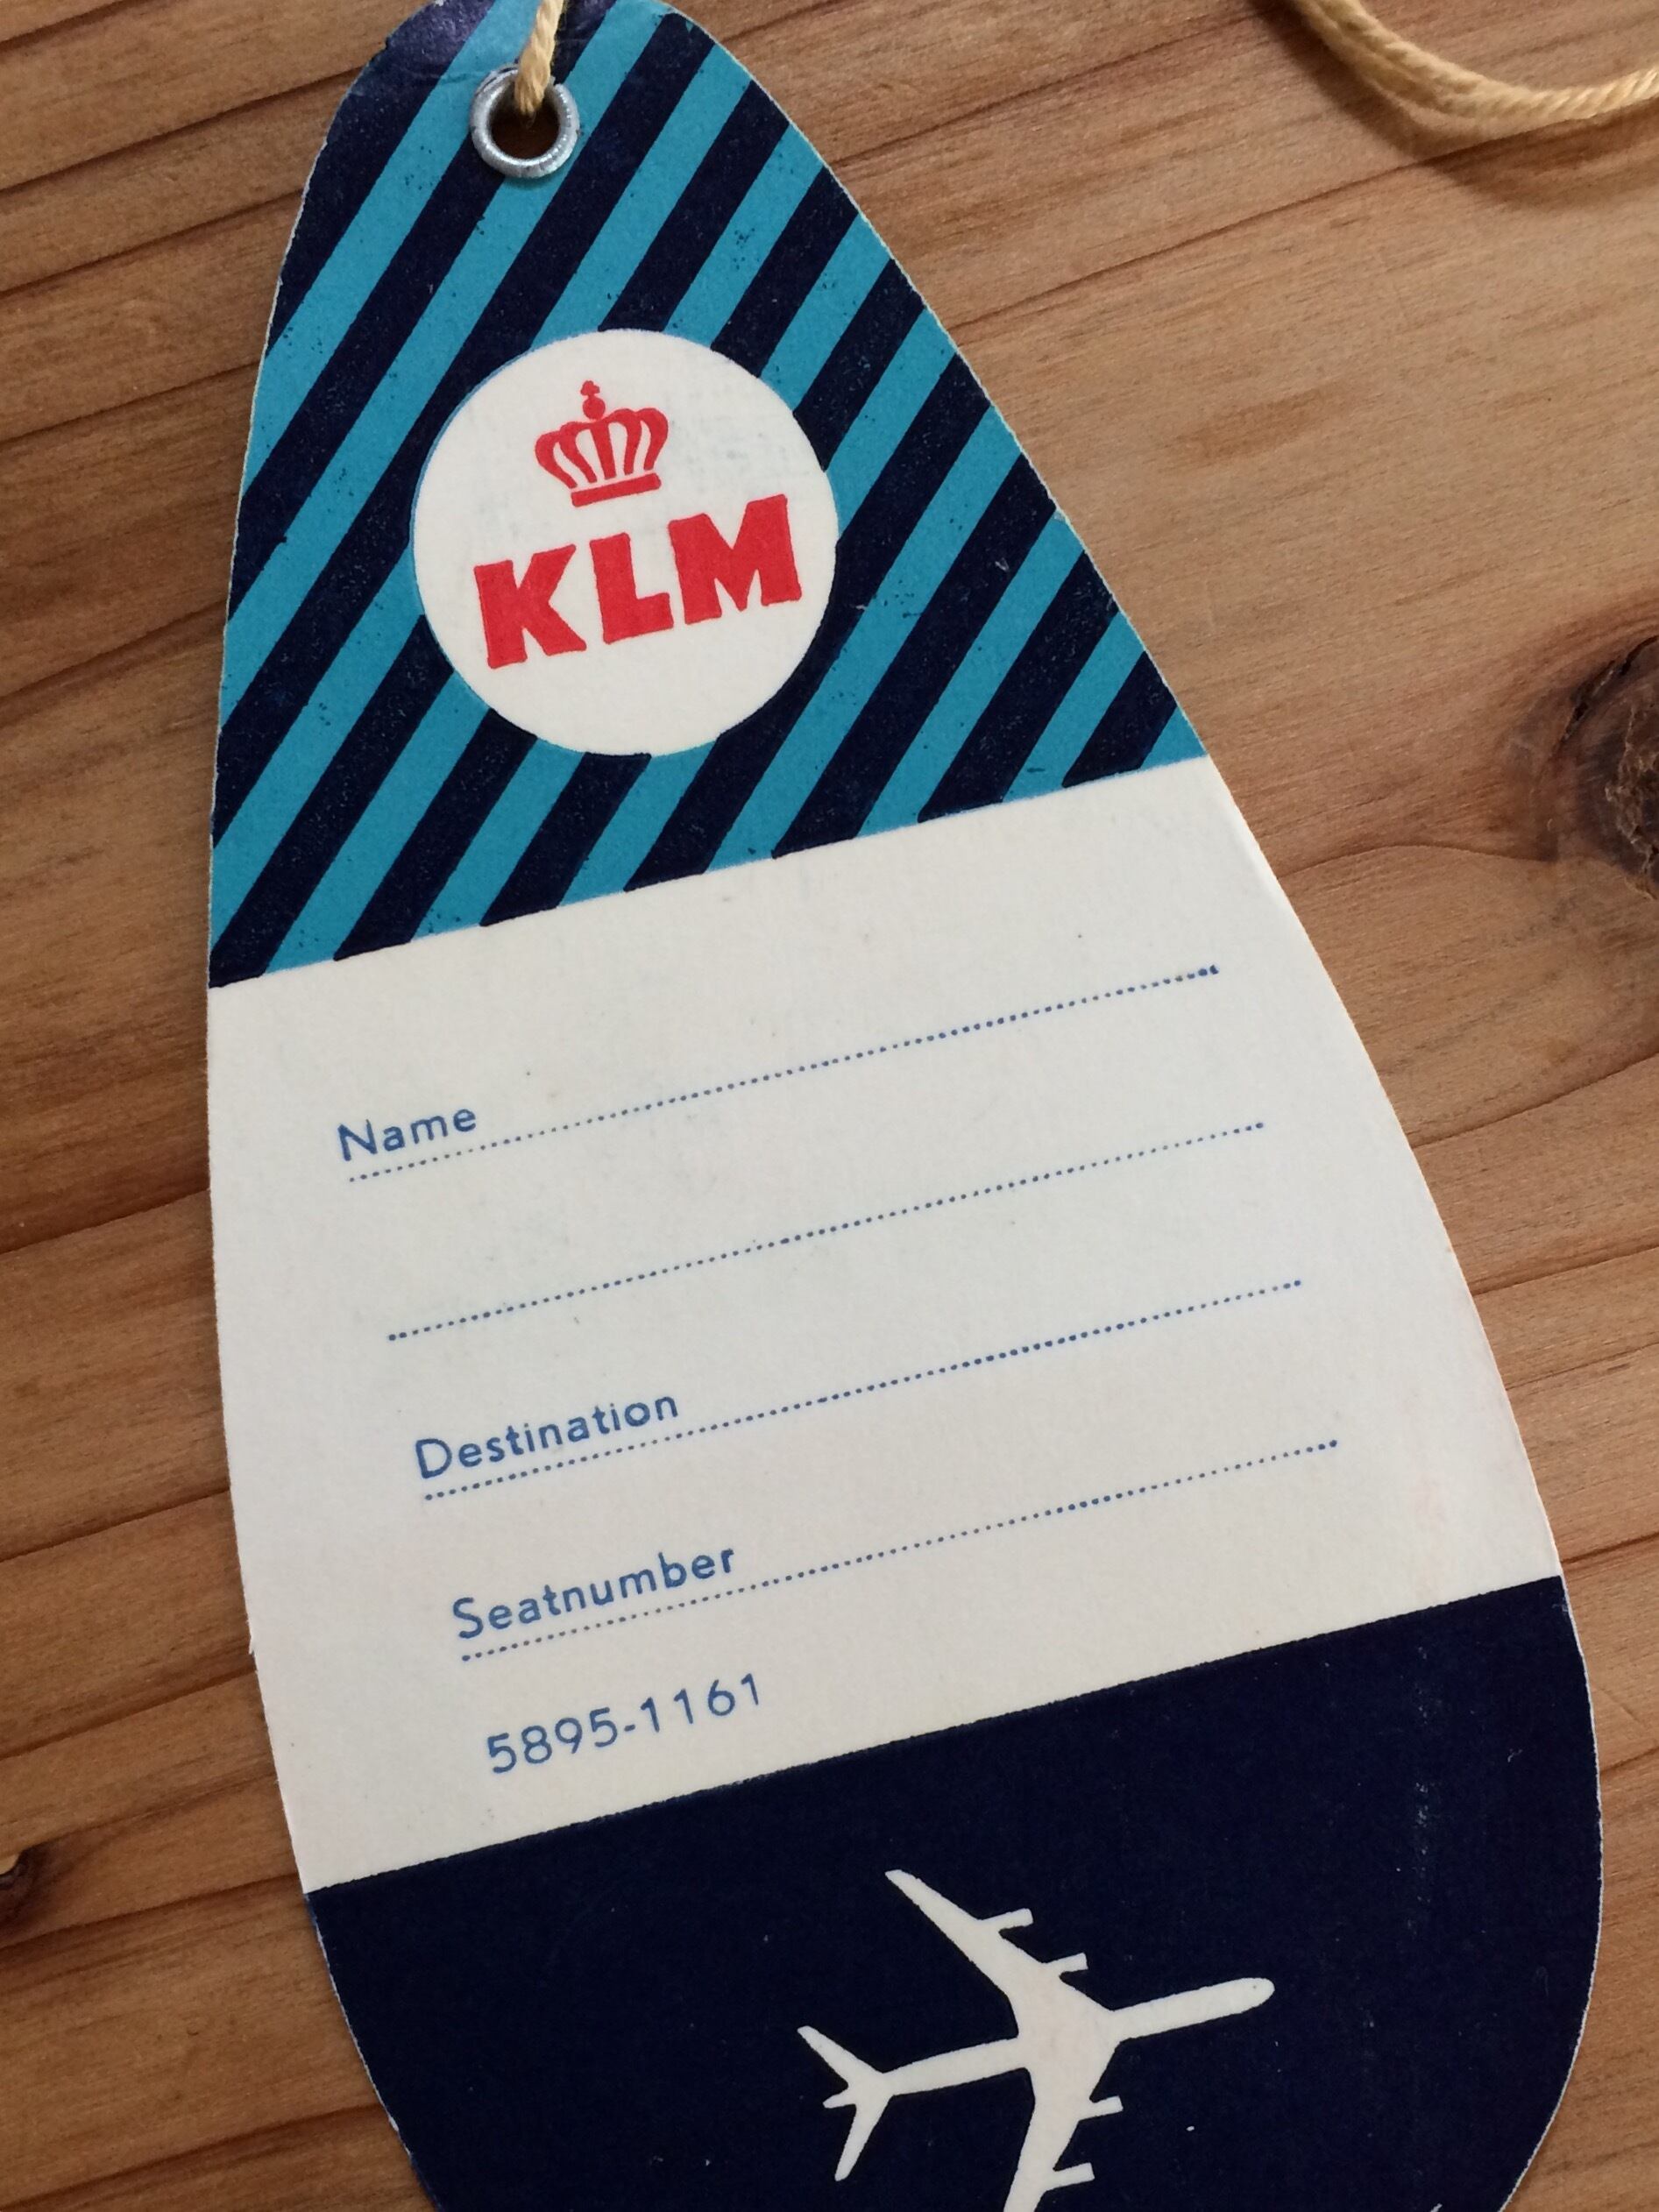 KLM
Name
Destination
Seatnumber
5895-1161